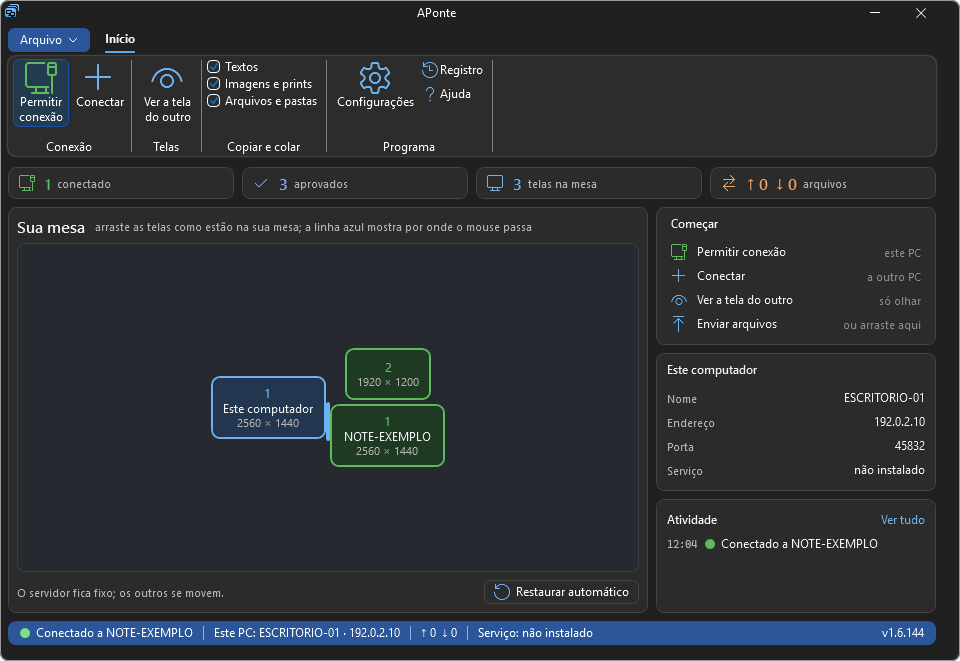 APonte
Arquivo
Início
Permitir
conexão
Conectar
Conexão
Ver a tela
do outro
Telas
Textos
Imagens e prints
Arquivos e pastas
Copiar e colar
Configurações
Registro
? Ajuda
Programa
1 conectado
3 aprovados
3 telas na mesa
↑ 0 ↓ 0 arquivos
Sua mesa arraste as telas como estão na sua mesa; a linha azul mostra por onde o mouse passa
1
Este computador
2560 × 1440
2
1920 × 1200
1
NOTE-EXEMPLO
2560 × 1440
O servidor fica fixo; os outros se movem.
Restaurar automático
Começar
Permitir conexão este PC
Conectar a outro PC
Ver a tela do outro só olhar
Enviar arquivos ou arraste aqui
Este computador
Nome ESCRITORIO-01
Endereço 192.0.2.10
Porta 45832
Serviço não instalado
Atividade Ver tudo
12:04 Conectado a NOTE-EXEMPLO
Conectado a NOTE-EXEMPLO | Este PC: ESCRITORIO-01 · 192.0.2.10 | ↑ 0 ↓ 0 | Serviço: não instalado v1.6.144